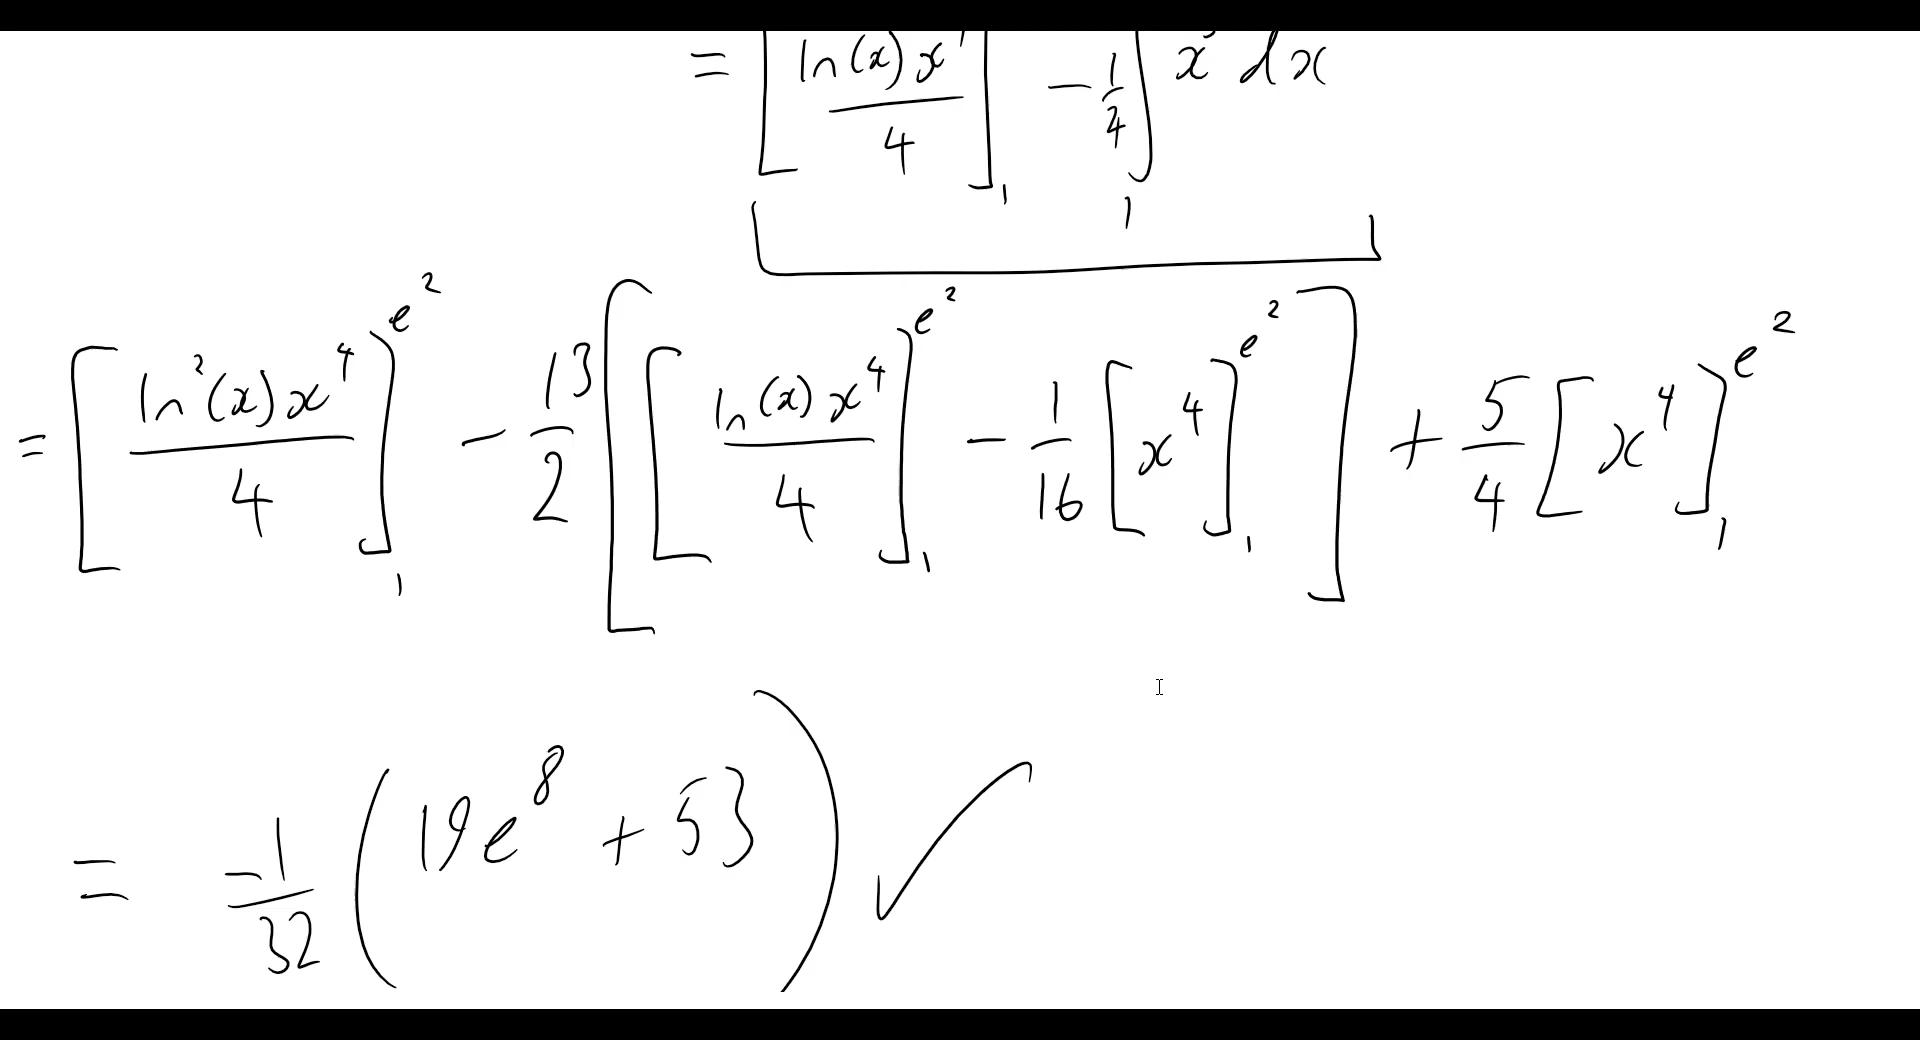 = [ln(x)x⁴/4]₁ - 1/4 ∫₁ x³ dx
= [ln²(x)x⁴/4]₁^e² - 13/2 [[ln(x)x⁴/4]₁^e² - 1/16 [x⁴]₁^e²] + 5/4 [x⁴]₁^e²
= -1/32 (19e⁸ + 53) ✓